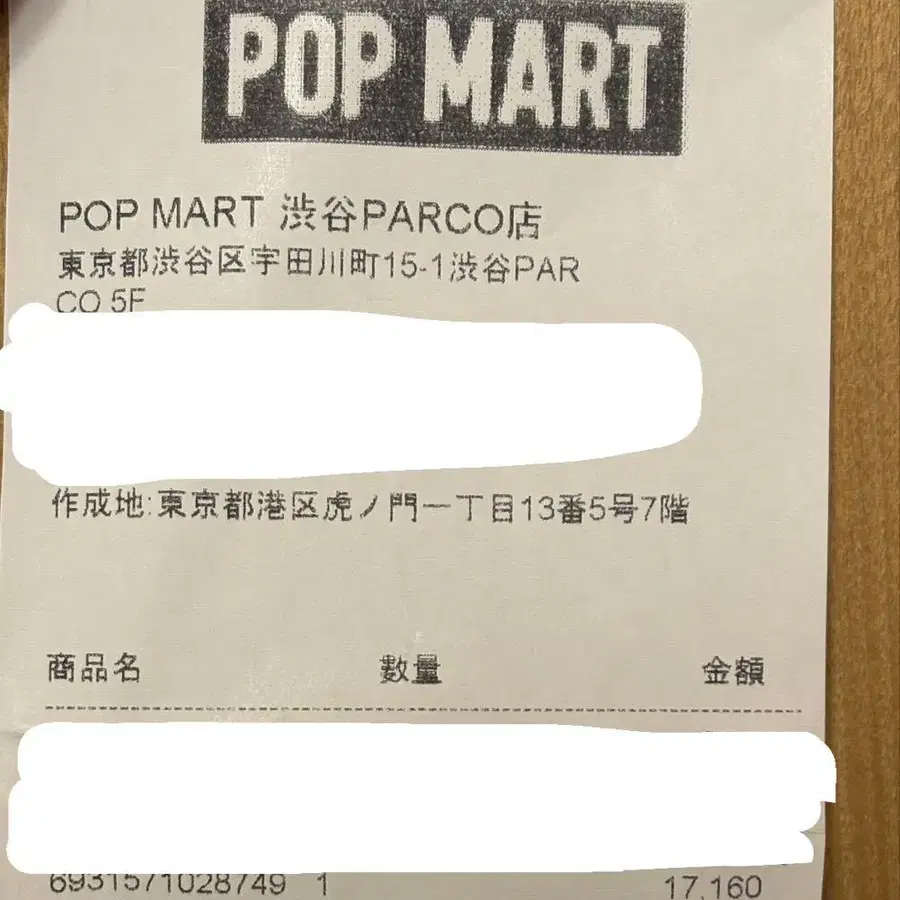 POP MART
POP MART 渋谷PARCO店
東京都渋谷区宇田川町15-1渋谷PAR
CO 5F
作成地:東京都港区虎ノ門一丁目13番5号7階
商品名 數量 金額
6931571028749 1 17,160